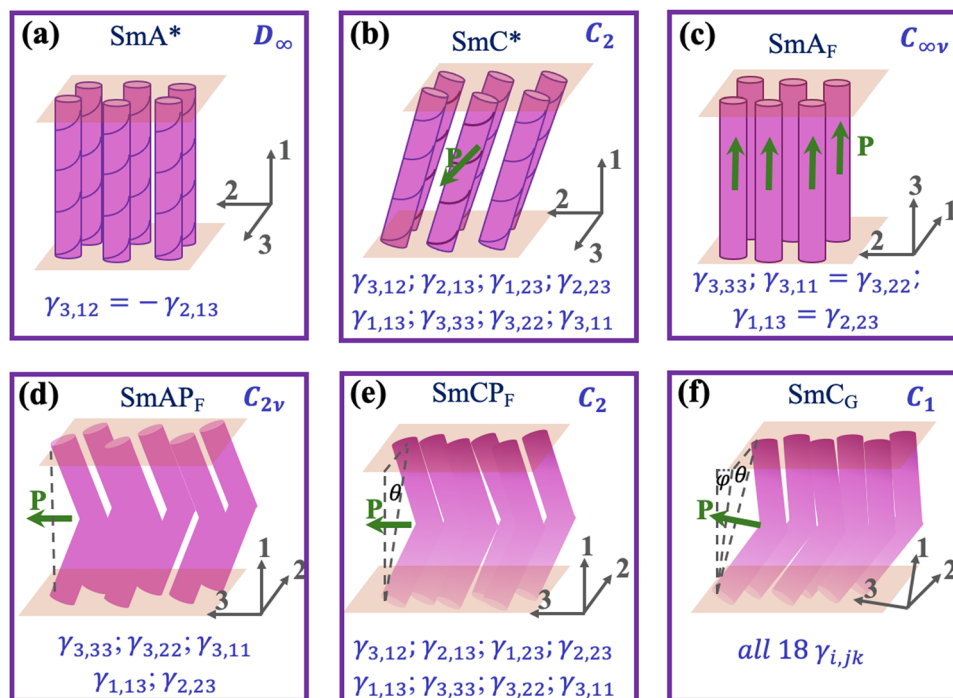 (a) SmA* D∞
1
2
3
γ3,12 = −γ2,13
(b) SmC* C2
P
1
2
3
γ3,12; γ2,13; γ1,23; γ2,23
γ1,13; γ3,33; γ3,22; γ3,11
(c) SmAF C∞ν
P
3
1
2
γ3,33; γ3,11 = γ3,22;
γ1,13 = γ2,23
(d) SmAPF C2ν
P
1
2
3
γ3,33; γ3,22; γ3,11
γ1,13; γ2,23
(e) SmCPF C2
θ
P
1
2
3
γ3,12; γ2,13; γ1,23; γ2,23
γ1,13; γ3,33; γ3,22; γ3,11
(f) SmCG C1
φ θ
P
1
2
3
all 18 γi,jk